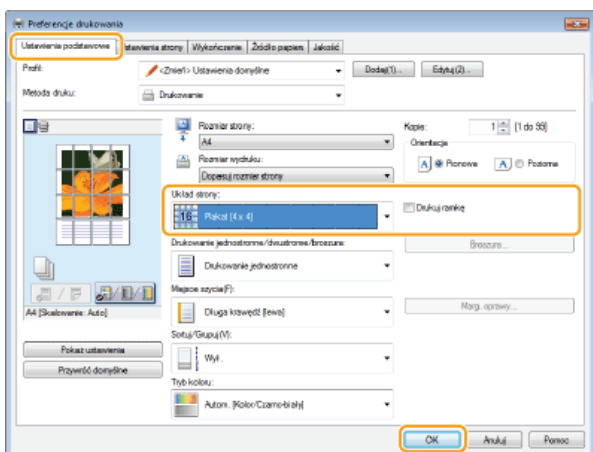 Preferencje drukowania
Ustawienia podstawowe Ustawienia strony Wykończenie Źródło papieru Jakość
Profil: <Zmień> Ustawienia domyślne Dodaj(1)... Edytuj(2)...
Metoda druku: Drukowanie
Rozmiar strony: Kopie: 1 [1 do 99]
A4 Orientacja
Rozmiar wydruku: A Pionowa A Pozioma
Dopasuj rozmiar strony
Układ strony:
16 Plakat [4 x 4] Drukuj ramkę
Drukowanie jednostronne/dwustronne/broszura: Broszura...
Drukowanie jednostronne
Miejsce szycia(F):
Długa krawędź [lewa] Marg. oprawy...
A4 [Skalowanie: Auto]
Sortuj/Grupuj(V):
Pokaż ustawienia
Wył.
Przywróć domyślne
Tryb koloru:
Autom. [Kolor/Czarno-biały]
OK Anuluj Pomoc